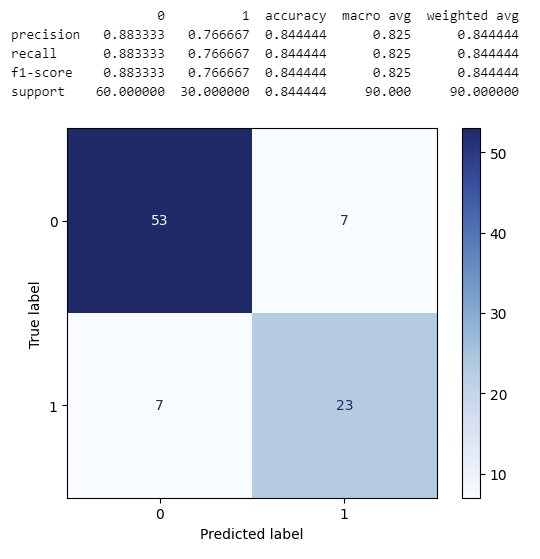 0 1 accuracy macro avg weighted avg
precision 0.883333 0.766667 0.844444 0.825 0.844444
recall 0.883333 0.766667 0.844444 0.825 0.844444
f1-score 0.883333 0.766667 0.844444 0.825 0.844444
support 60.000000 30.000000 0.844444 90.000 90.000000
50
40
30
20
10
True label
0
1
53 7
7 23
0 1
Predicted label